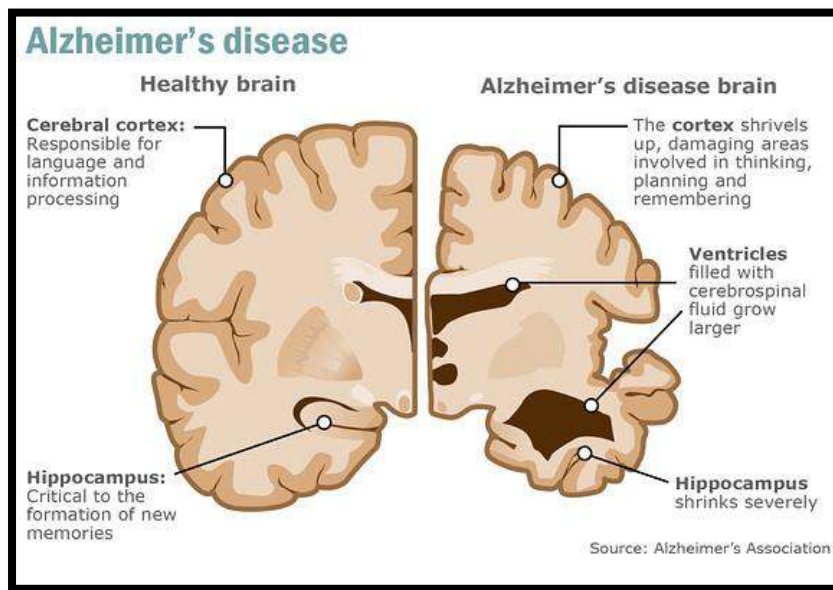 Alzheimer's disease
Healthy brain
Alzheimer's disease brain
Cerebral cortex:
Responsible for
language and
information
processing
The cortex shrivels
up, damaging areas
involved in thinking,
planning and
remembering
Ventricles
filled with
cerebrospinal
fluid grow
larger
Hippocampus:
Critical to the
formation of new
memories
Hippocampus
shrinks severely
Source: Alzheimer's Association